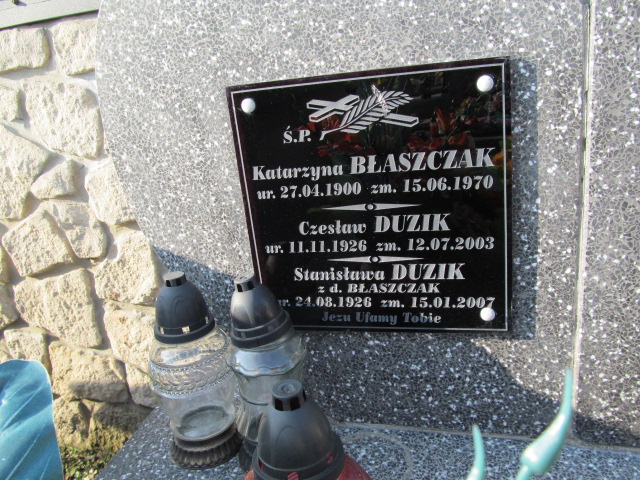 Ś.P.
Katarzyna BŁASZCZAK
ur. 27.04.1900 zm. 15.06.1970
Czesław DUZIK
ur. 11.11.1926 zm. 12.07.2003
Stanisława DUZIK
z d. BŁASZCZAK
ur. 24.08.1926 zm. 15.01.2007
Jezu Ufamy Tobie